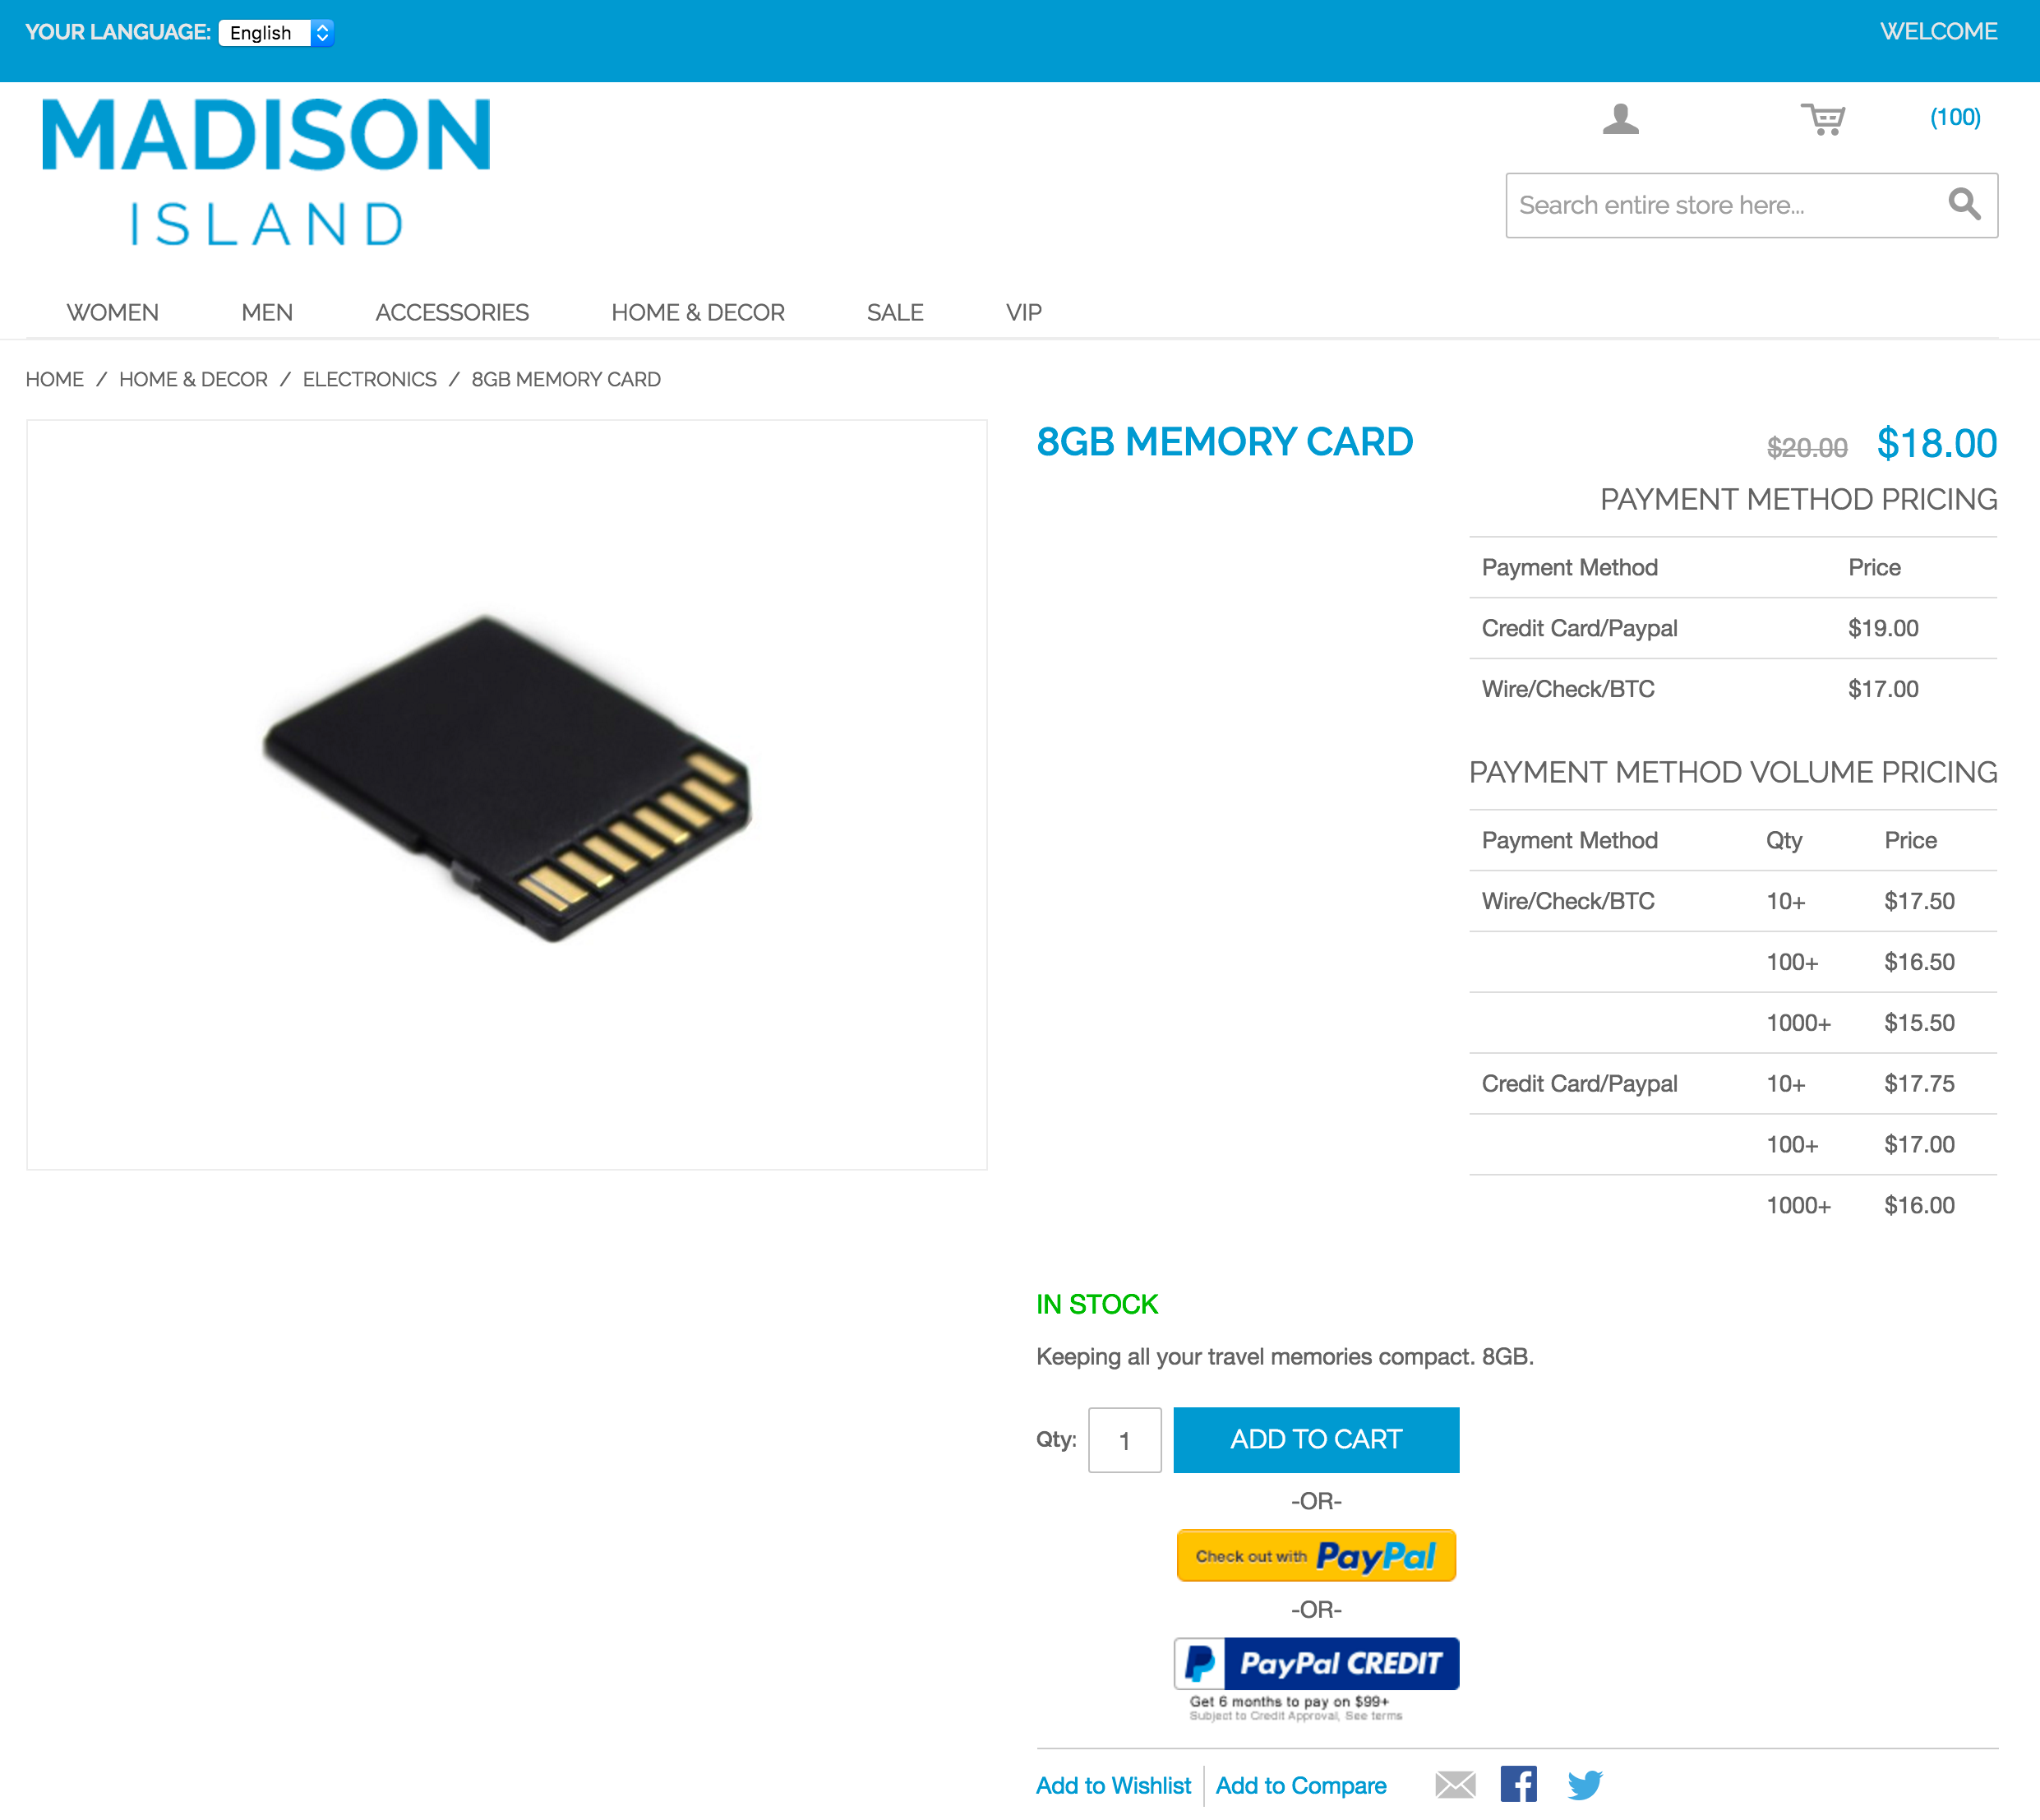 YOUR LANGUAGE: English
WELCOME
MADISON
ISLAND
(100)
Search entire store here...
WOMEN MEN ACCESSORIES HOME & DECOR SALE VIP
HOME / HOME & DECOR / ELECTRONICS / 8GB MEMORY CARD
8GB MEMORY CARD
$20.00 $18.00
PAYMENT METHOD PRICING
Payment Method Price
Credit Card/Paypal $19.00
Wire/Check/BTC $17.00
PAYMENT METHOD VOLUME PRICING
Payment Method Qty Price
Wire/Check/BTC 10+ $17.50
100+ $16.50
1000+ $15.50
Credit Card/Paypal 10+ $17.75
100+ $17.00
1000+ $16.00
IN STOCK
Keeping all your travel memories compact. 8GB.
Qty: 1 ADD TO CART
-OR-
Check out with PayPal
-OR-
PayPal CREDIT
Get 6 months to pay on $99+
Subject to Credit Approval, See terms
Add to Wishlist Add to Compare